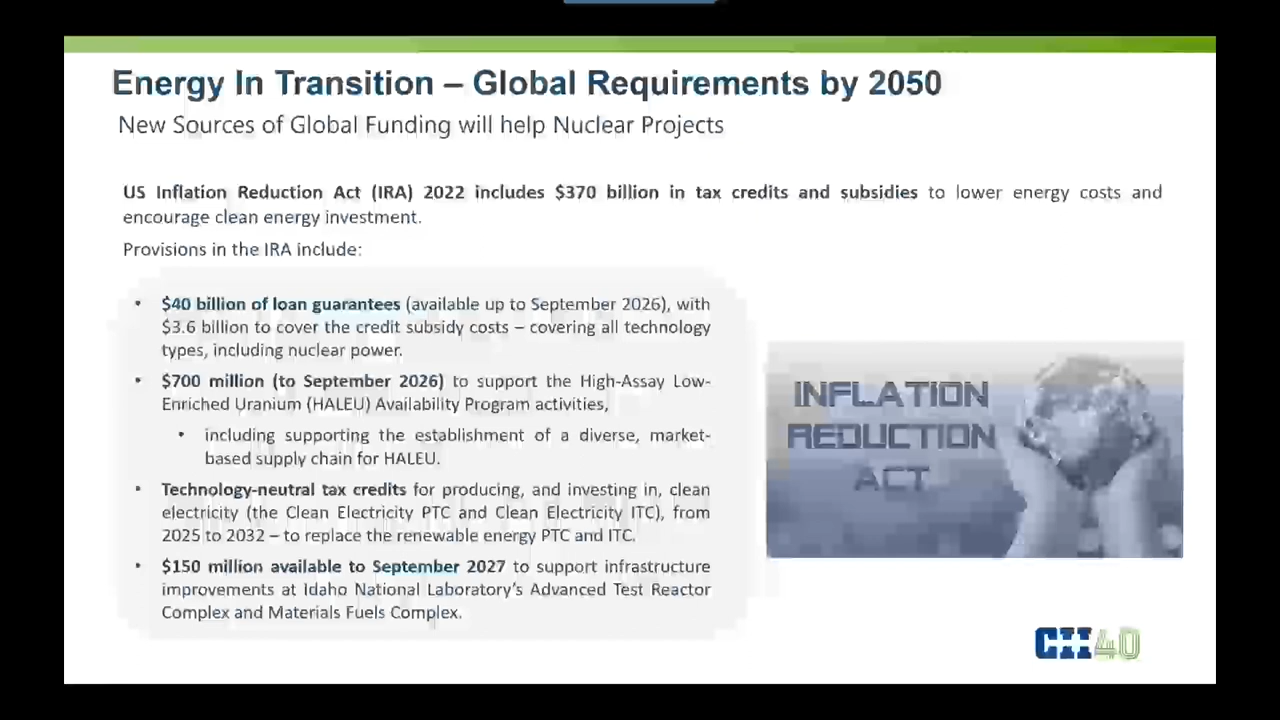 Energy In Transition – Global Requirements by 2050
New Sources of Global Funding will help Nuclear Projects
US Inflation Reduction Act (IRA) 2022 includes $370 billion in tax credits and subsidies to lower energy costs and
encourage clean energy investment.
Provisions in the IRA include:
• $40 billion of loan guarantees (available up to September 2026), with
$3.6 billion to cover the credit subsidy costs – covering all technology
types, including nuclear power.
• $700 million (to September 2026) to support the High-Assay Low-
Enriched Uranium (HALEU) Availability Program activities,
• including supporting the establishment of a diverse, market-
based supply chain for HALEU.
• Technology-neutral tax credits for producing, and investing in, clean
electricity (the Clean Electricity PTC and Clean Electricity ITC), from
2025 to 2032 – to replace the renewable energy PTC and ITC.
• $150 million available to September 2027 to support infrastructure
improvements at Idaho National Laboratory's Advanced Test Reactor
Complex and Materials Fuels Complex.
INFLATION
REDUCTION
ACT